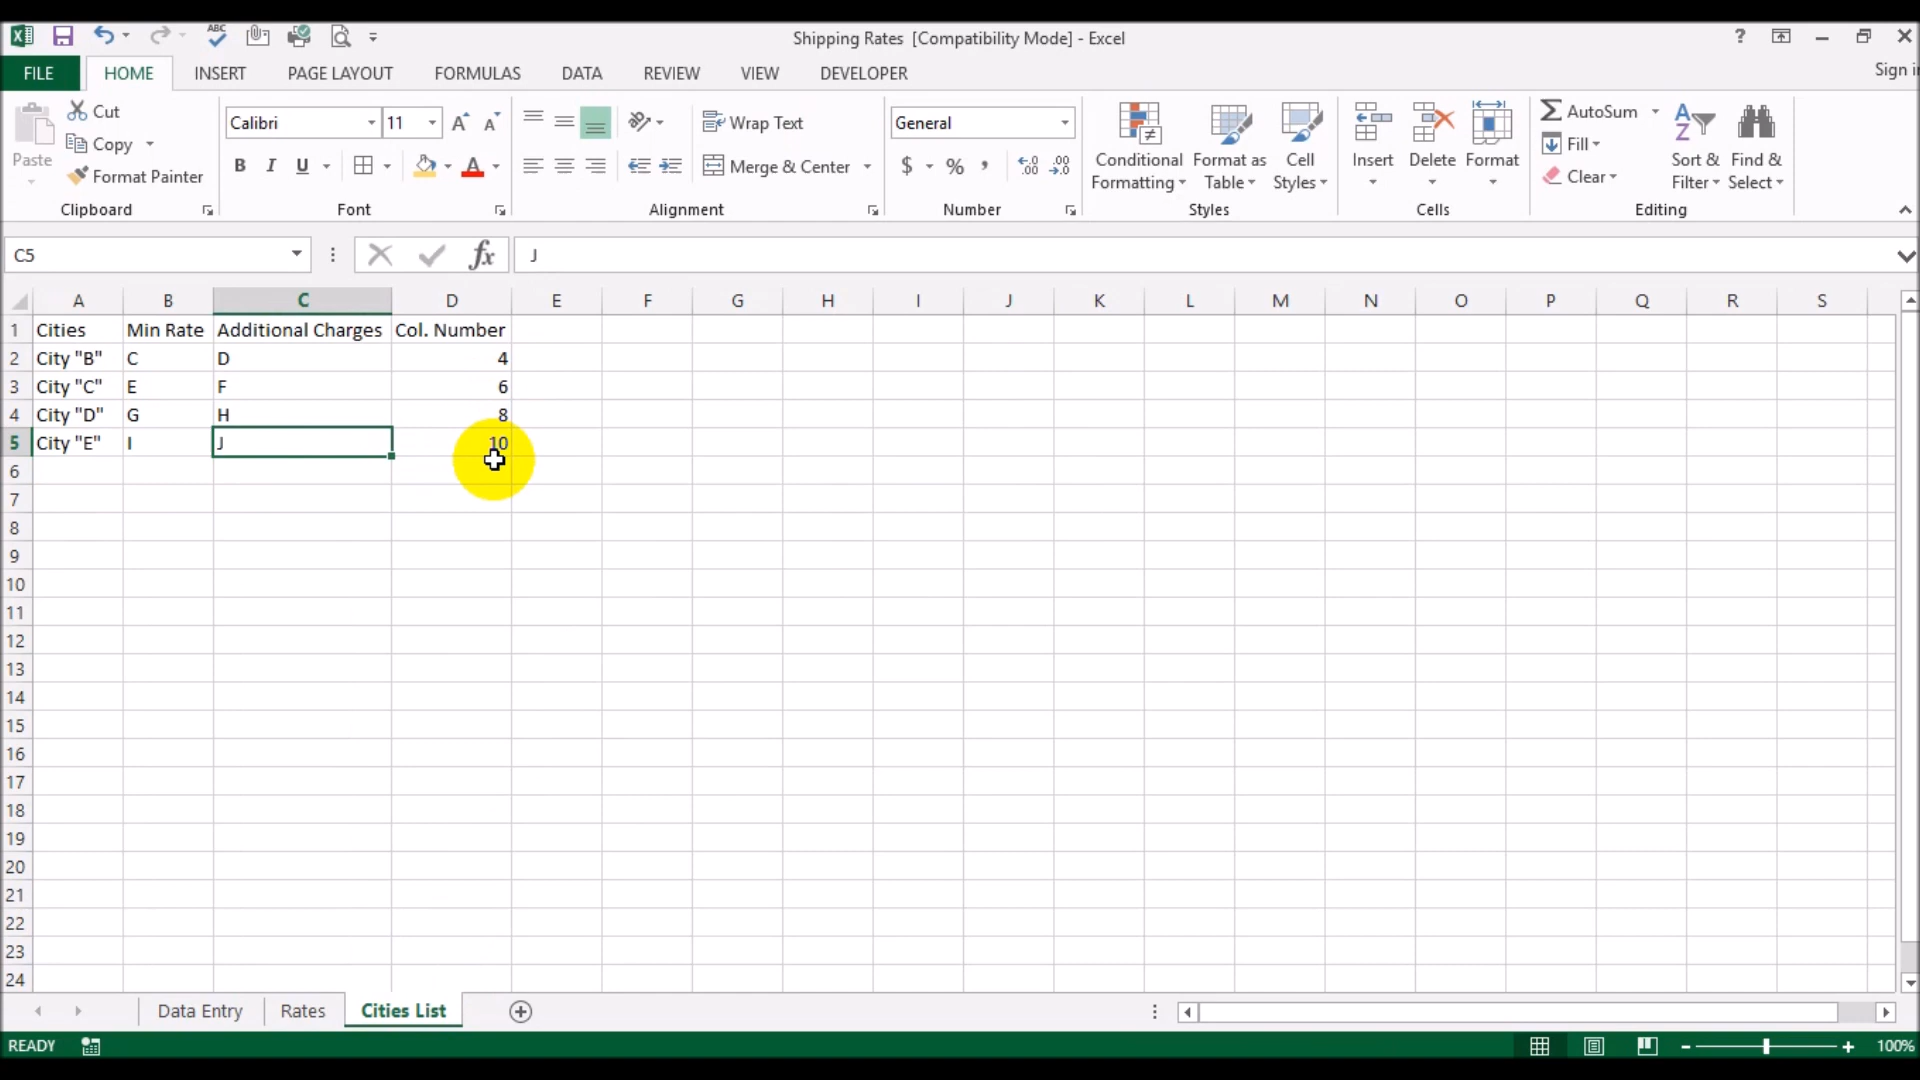 Shipping Rates [Compatibility Mode] - Excel
?
Sign in
FILE HOME INSERT PAGE LAYOUT FORMULAS DATA REVIEW VIEW DEVELOPER
Paste
Cut
Copy
Format Painter
Clipboard
Calibri 11
B I U
Font
Wrap Text
Merge & Center
Alignment
General
$ % ,
Number
Conditional Formatting
Format as Table
Cell Styles
Styles
Insert
Delete
Format
Cells
AutoSum
Fill
Clear
Sort & Filter
Find & Select
Editing
C5 fx J
A B C D E F G H I J K L M N O P Q R S
1 Cities Min Rate Additional Charges Col. Number
2 City "B" C D 4
3 City "C" E F 6
4 City "D" G H 8
5 City "E" I J 10
6
7
8
9
10
11
12
13
14
15
16
17
18
19
20
21
22
23
24
Data Entry Rates Cities List
READY 100%